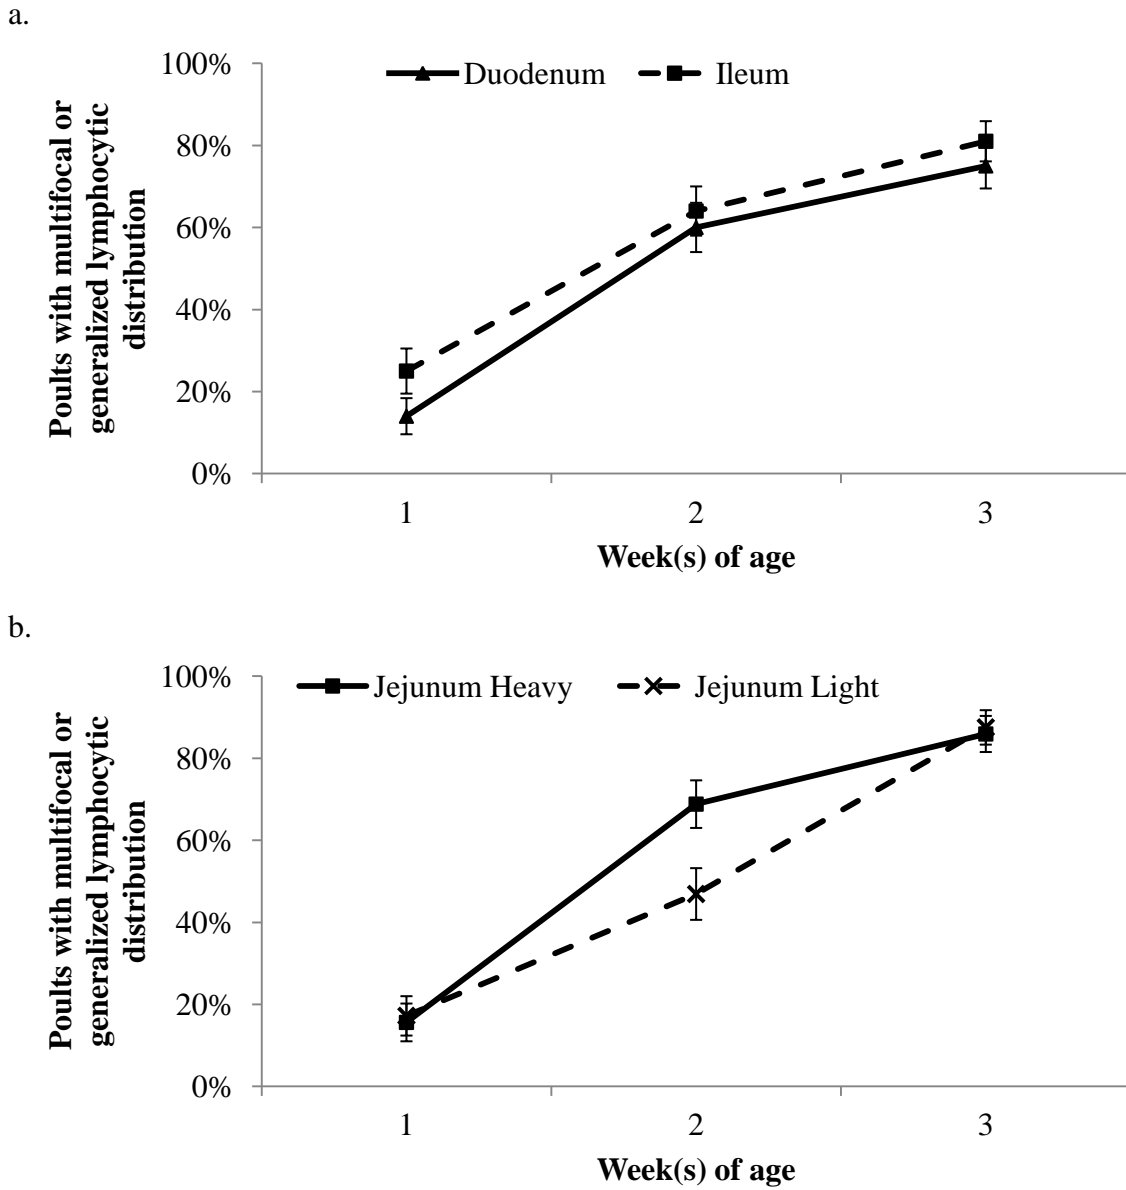 a.
100%
80%
60%
40%
20%
0%
Poults with multifocal or
generalized lymphocytic
distribution
Duodenum
Ileum
1
2
3
Week(s) of age
b.
100%
80%
60%
40%
20%
0%
Poults with multifocal or
generalized lymphocytic
distribution
Jejunum Heavy
Jejunum Light
1
2
3
Week(s) of age